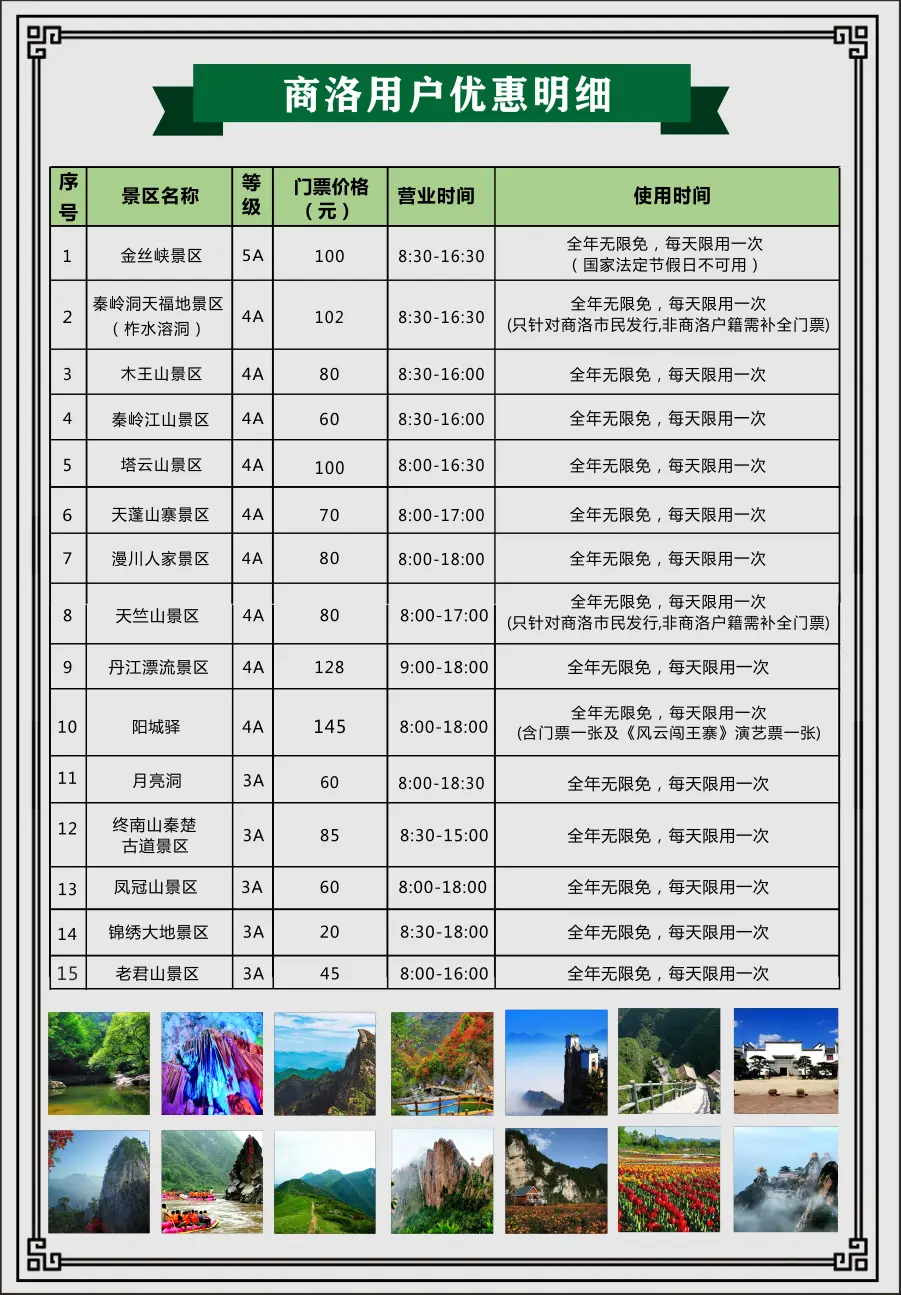 商洛用户优惠明细
序号 景区名称 等级 门票价格（元） 营业时间 使用时间
1 金丝峡景区 5A 100 8:30-16:30 全年无限免，每天限用一次
（国家法定节假日不可用）
2 秦岭洞天福地景区 4A 102 8:30-16:30 全年无限免，每天限用一次
（柞水溶洞） (只针对商洛市民发行,非商洛户籍需补全门票)
3 木王山景区 4A 80 8:30-16:00 全年无限免，每天限用一次
4 秦岭江山景区 4A 60 8:30-16:00 全年无限免，每天限用一次
5 塔云山景区 4A 100 8:00-16:30 全年无限免，每天限用一次
6 天蓬山寨景区 4A 70 8:00-17:00 全年无限免，每天限用一次
7 漫川人家景区 4A 80 8:00-18:00 全年无限免，每天限用一次
8 天竺山景区 4A 80 8:00-17:00 全年无限免，每天限用一次
(只针对商洛市民发行,非商洛户籍需补全门票)
9 丹江漂流景区 4A 128 9:00-18:00 全年无限免，每天限用一次
10 阳城驿 4A 145 8:00-18:00 全年无限免，每天限用一次
(含门票一张及《风云闯王寨》演艺票一张)
11 月亮洞 3A 60 8:00-18:30 全年无限免，每天限用一次
12 终南山秦楚 3A 85 8:30-15:00 全年无限免，每天限用一次
古道景区
13 凤冠山景区 3A 60 8:00-18:00 全年无限免，每天限用一次
14 锦绣大地景区 3A 20 8:30-18:00 全年无限免，每天限用一次
15 老君山景区 3A 45 8:00-16:00 全年无限免，每天限用一次